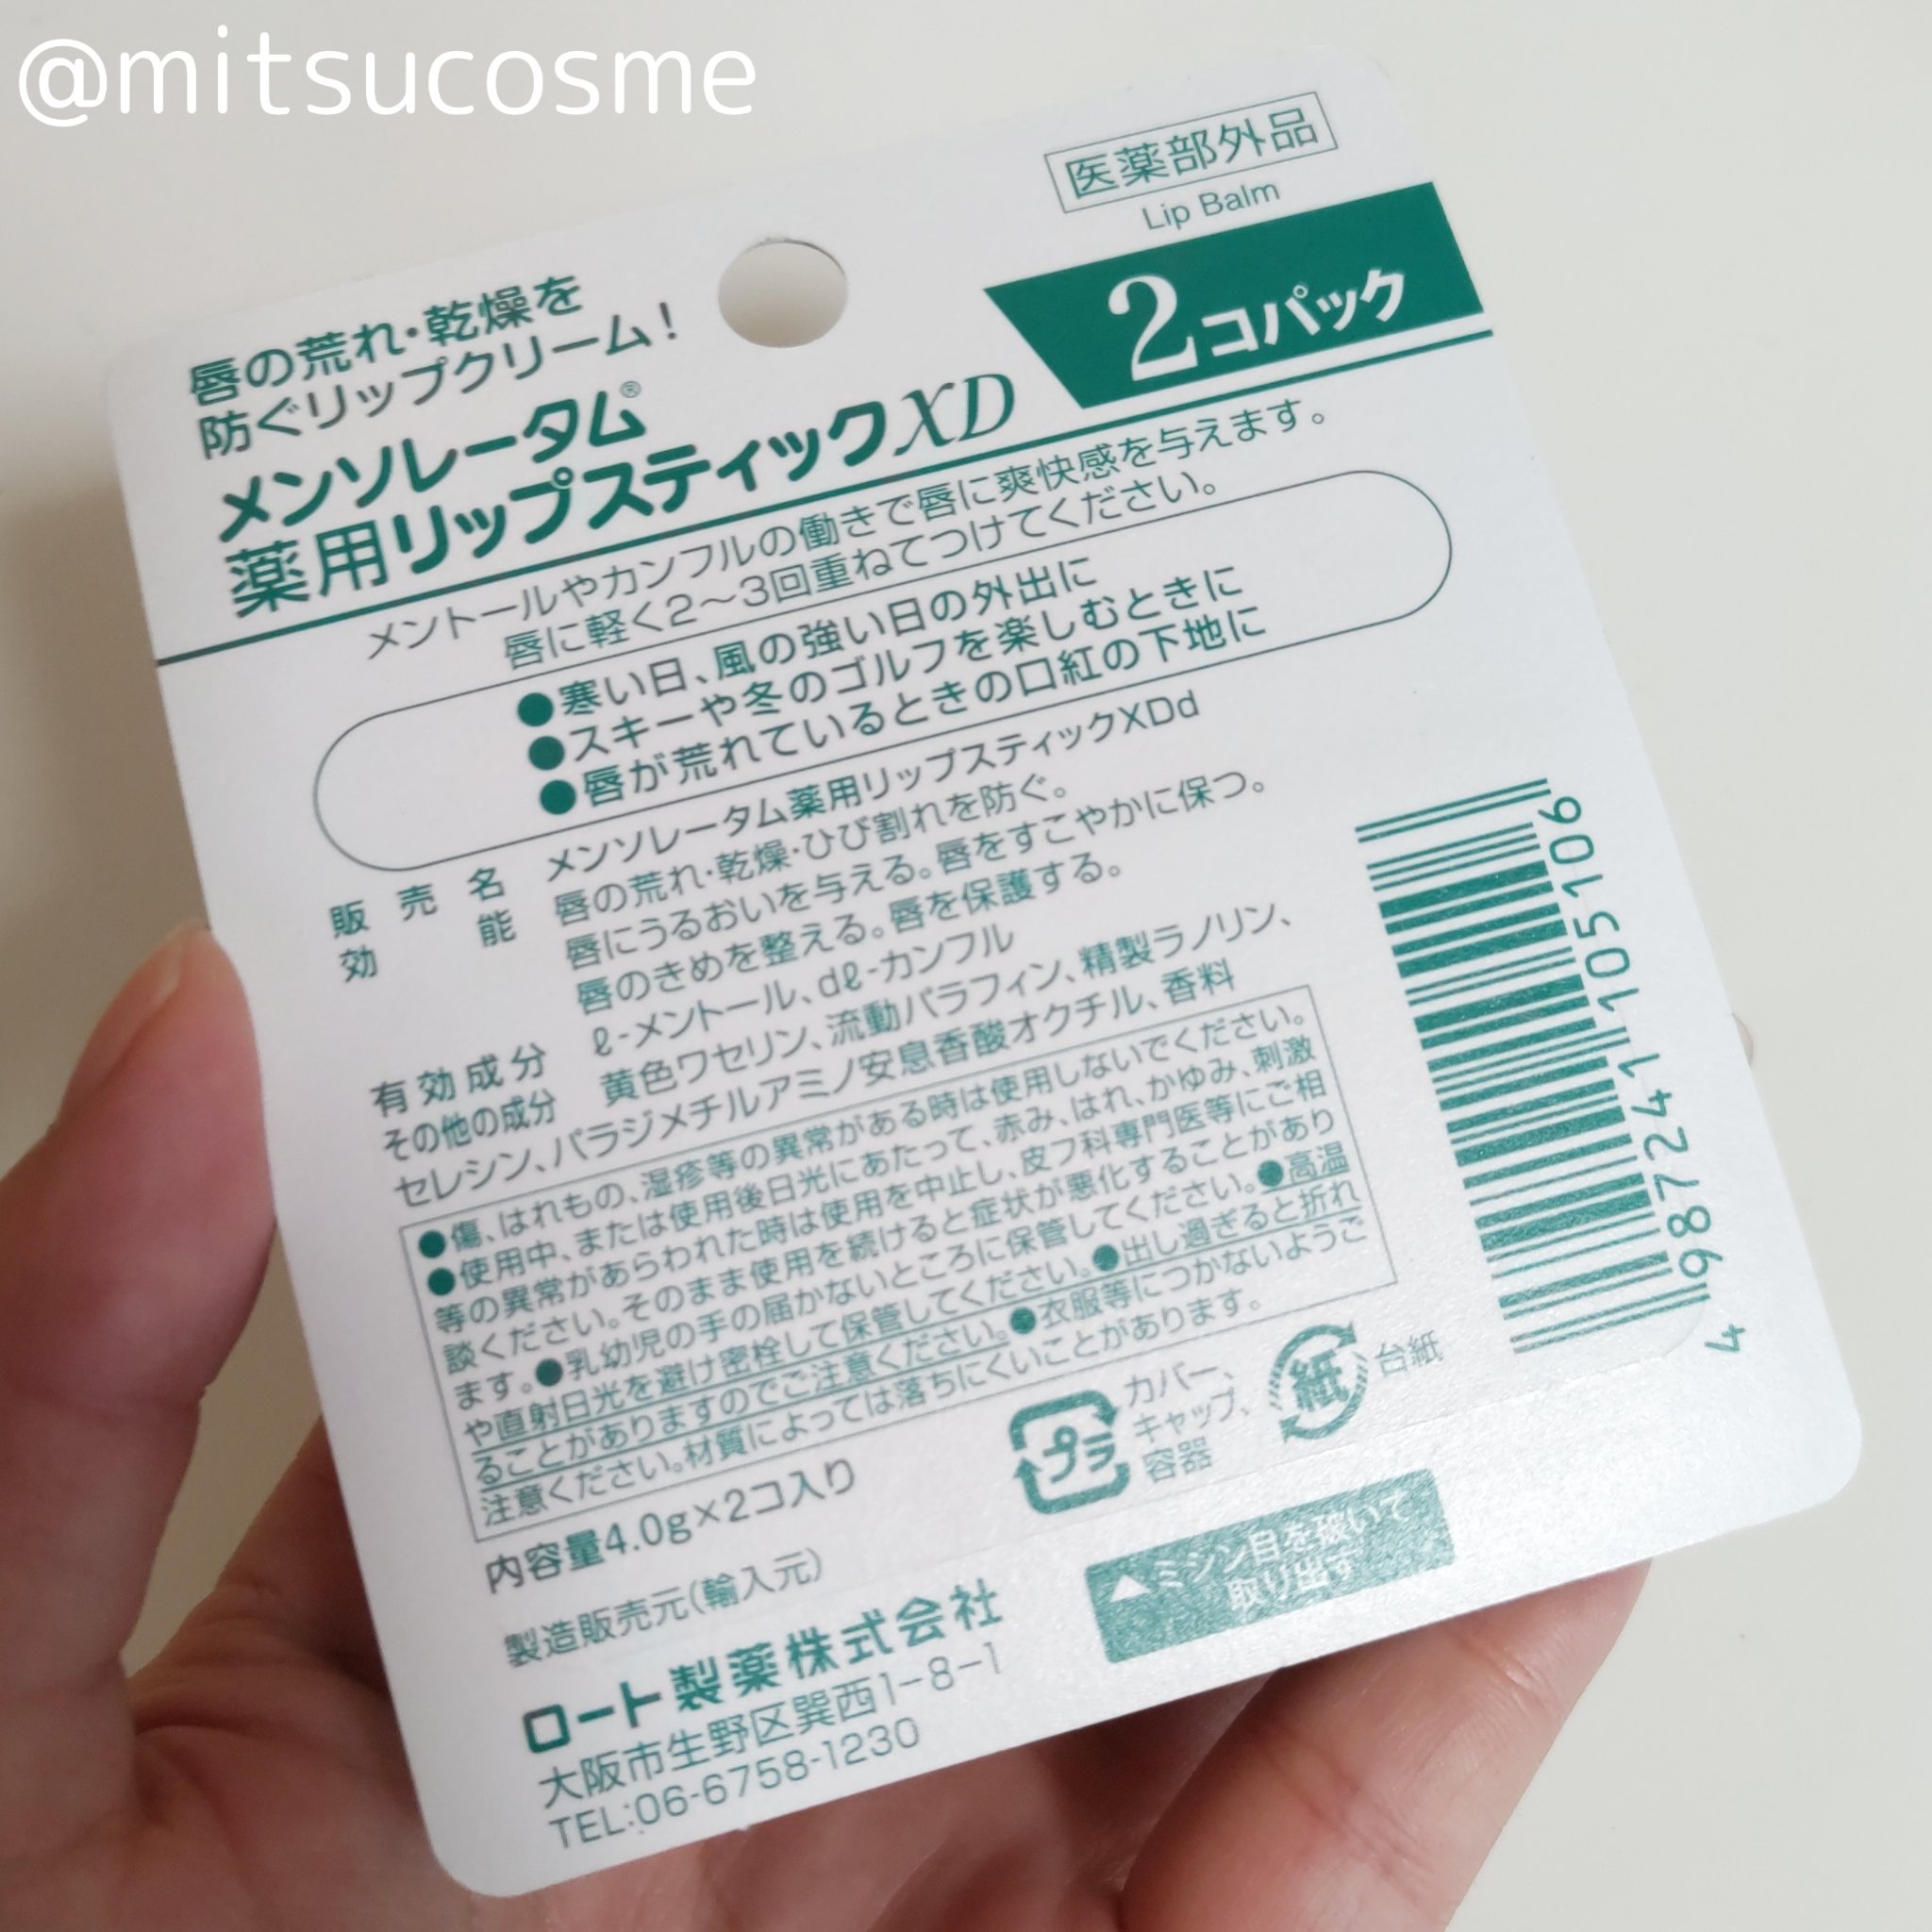 @mitsucosme
医薬部外品
Lip Balm
2コパック
唇の荒れ・乾燥を
防ぐリップクリーム!
メンソレータム®
薬用リップスティックXD
メントールやカンフルの働きで唇に爽快感を与えます。
唇に軽く2〜3回重ねてつけてください。
●寒い日、風の強い日の外出に
●スキーや冬のゴルフを楽しむときに
●唇が荒れているときの口紅の下地に
販売名 メンソレータム薬用リップスティックXDd
効能 唇の荒れ・乾燥・ひび割れを防ぐ。
唇にうるおいを与える。唇をすこやかに保つ。
唇のきめを整える。唇を保護する。
有効成分 ℓ-メントール、dℓ-カンフル
その他の成分 黄色ワセリン、流動パラフィン、精製ラノリン、
セレシン、パラジメチルアミノ安息香酸オクチル、香料
●傷、はれもの、湿疹等の異常がある時は使用しないでください。
●使用中、または使用後日光にあたって、赤み、はれ、かゆみ、刺激
等の異常があらわれた時は使用を中止し、皮フ科専門医等にご相
談ください。そのまま使用を続けると症状が悪化することがあり
ます。●乳幼児の手の届かないところに保管してください。●高温
や直射日光を避け密栓して保管してください。●出し過ぎると折れ
ることがありますのでご注意ください。●衣服等につかないようご
注意ください。材質によっては落ちにくいことがあります。
内容量4.0g×2コ入り
プラ
カバー、
キャップ、
容器
紙
台紙
製造販売元(輸入元)
ロート製薬株式会社
大阪市生野区巽西1-8-1
TEL:06-6758-1230
▲ミシン目を破いて
取り出す
4 987241 105106